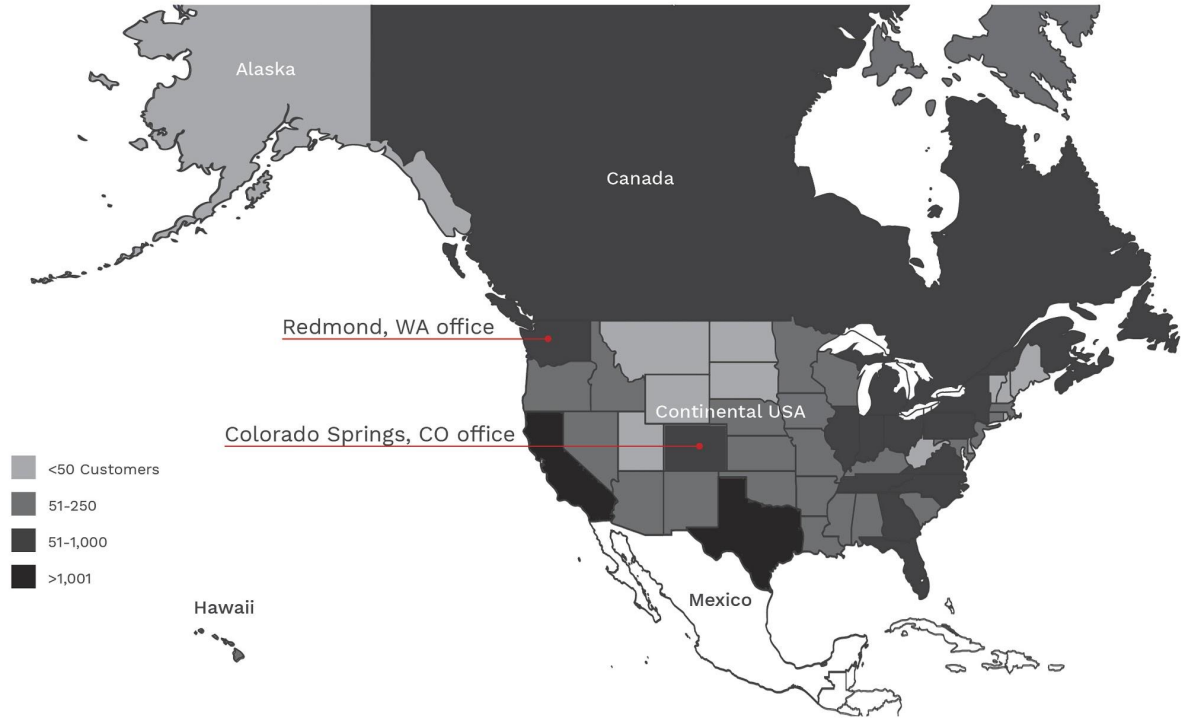 Alaska
Canada
Redmond, WA office
Continental USA
Colorado Springs, CO office
<50 Customers
51-250
51-1,000
>1,001
Hawaii
Mexico